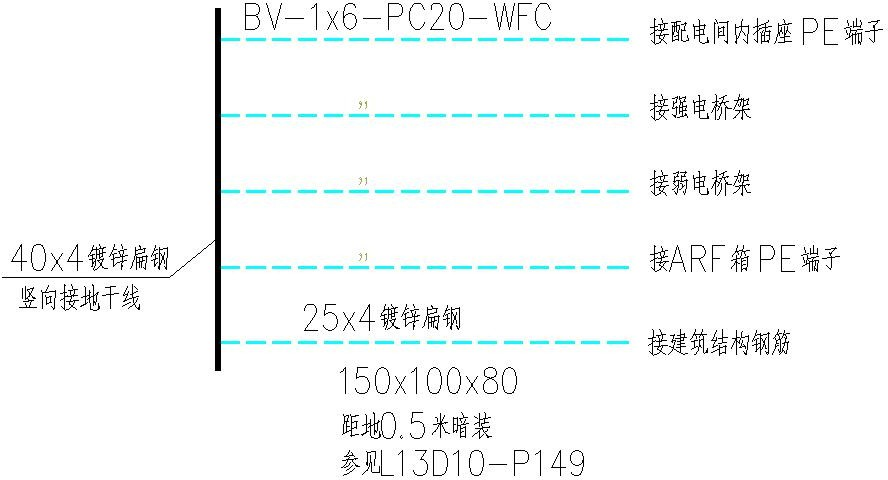 BV-1x6-PC20-WFC
接配电间内插座PE端子
,,
接强电桥架
,,
接弱电桥架
,,
接ARF箱PE端子
40x4镀锌扁钢
竖向接地干线
25x4镀锌扁钢
接建筑结构钢筋
150x100x80
距地0.5米暗装
参见L13D10-P149